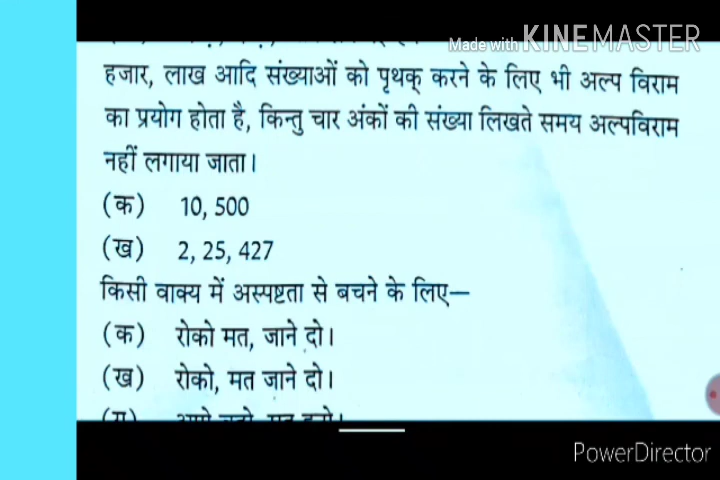 Made with KINEMASTER
हजार, लाख आदि संख्याओं को पृथक् करने के लिए भी अल्प विराम
का प्रयोग होता है, किन्तु चार अंकों की संख्या लिखते समय अल्पविराम
नहीं लगाया जाता।
(क) 10, 500
(ख) 2, 25, 427
किसी वाक्य में अस्पष्टता से बचने के लिए—
(क) रोको मत, जाने दो।
(ख) रोको, मत जाने दो।
PowerDirector